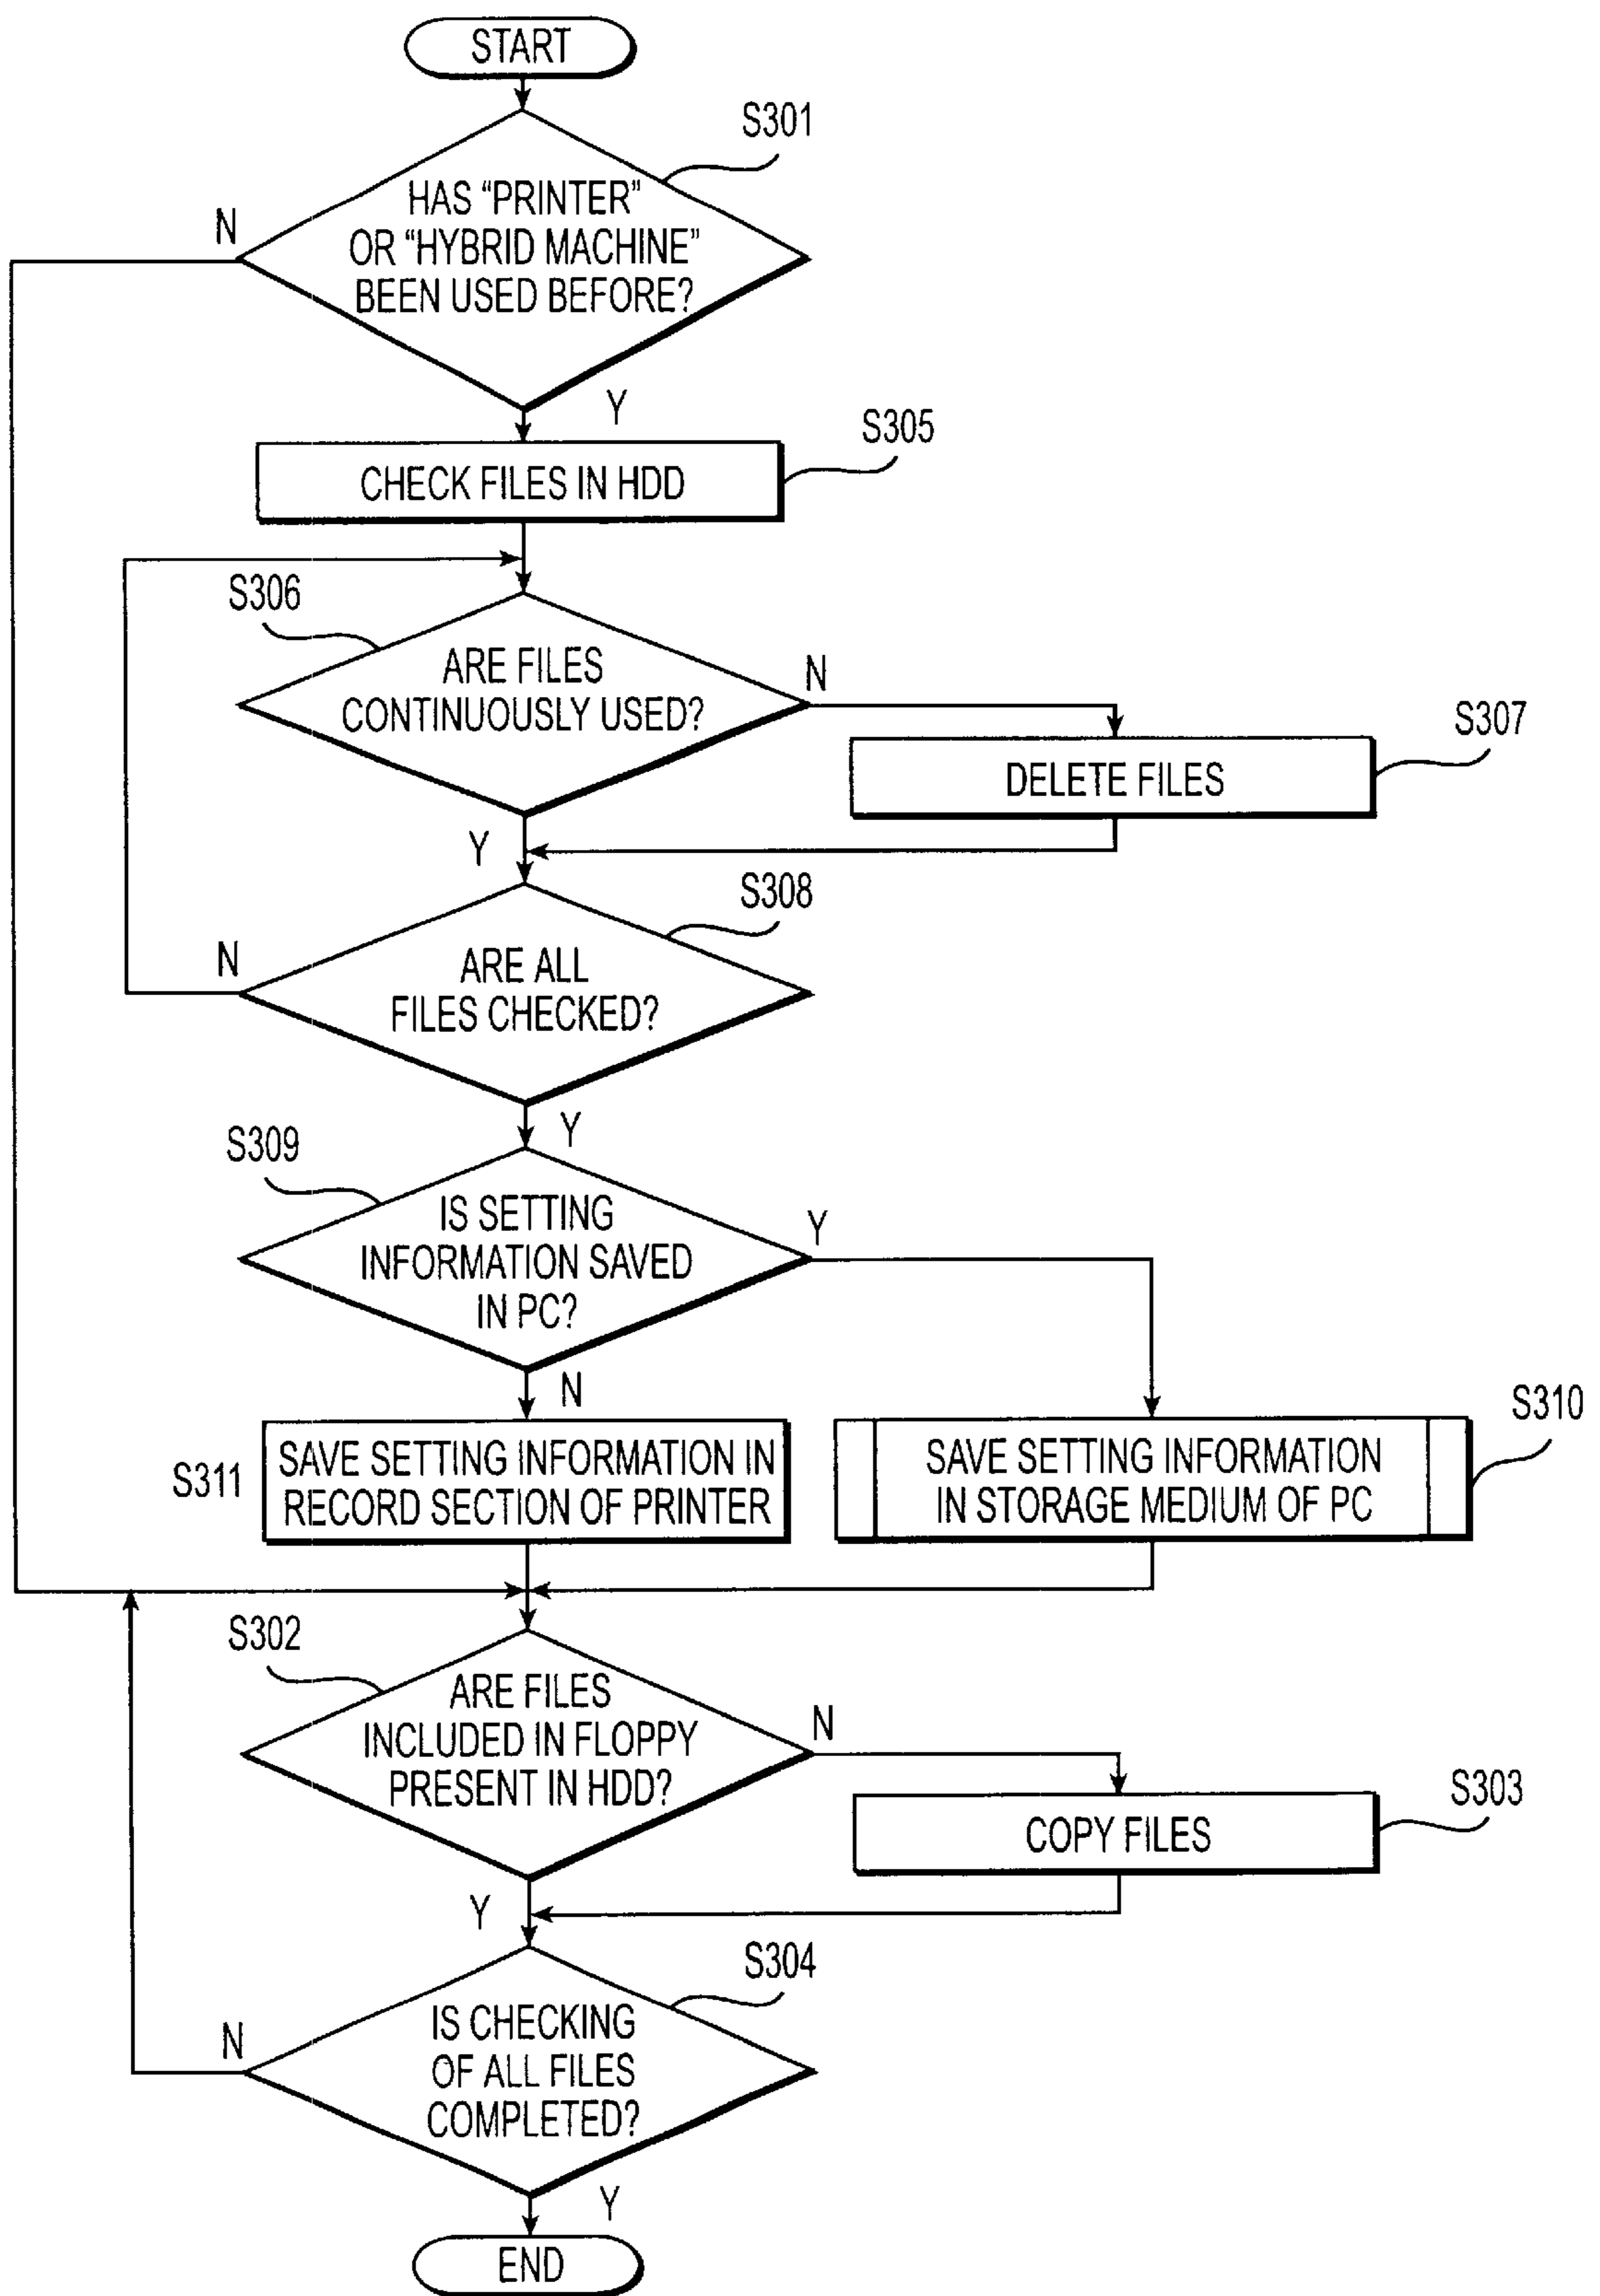 START
S301
HAS “PRINTER”
OR “HYBRID MACHINE”
BEEN USED BEFORE?
N
Y
S305
CHECK FILES IN HDD
S306
ARE FILES
CONTINUOUSLY USED?
N
S307
DELETE FILES
Y
S308
ARE ALL
FILES CHECKED?
N
Y
S309
IS SETTING
INFORMATION SAVED
IN PC?
Y
N
S310
S311
SAVE SETTING INFORMATION IN
RECORD SECTION OF PRINTER
SAVE SETTING INFORMATION
IN STORAGE MEDIUM OF PC
S302
ARE FILES
INCLUDED IN FLOPPY
PRESENT IN HDD?
N
S303
COPY FILES
Y
S304
IS CHECKING
OF ALL FILES
COMPLETED?
N
Y
END